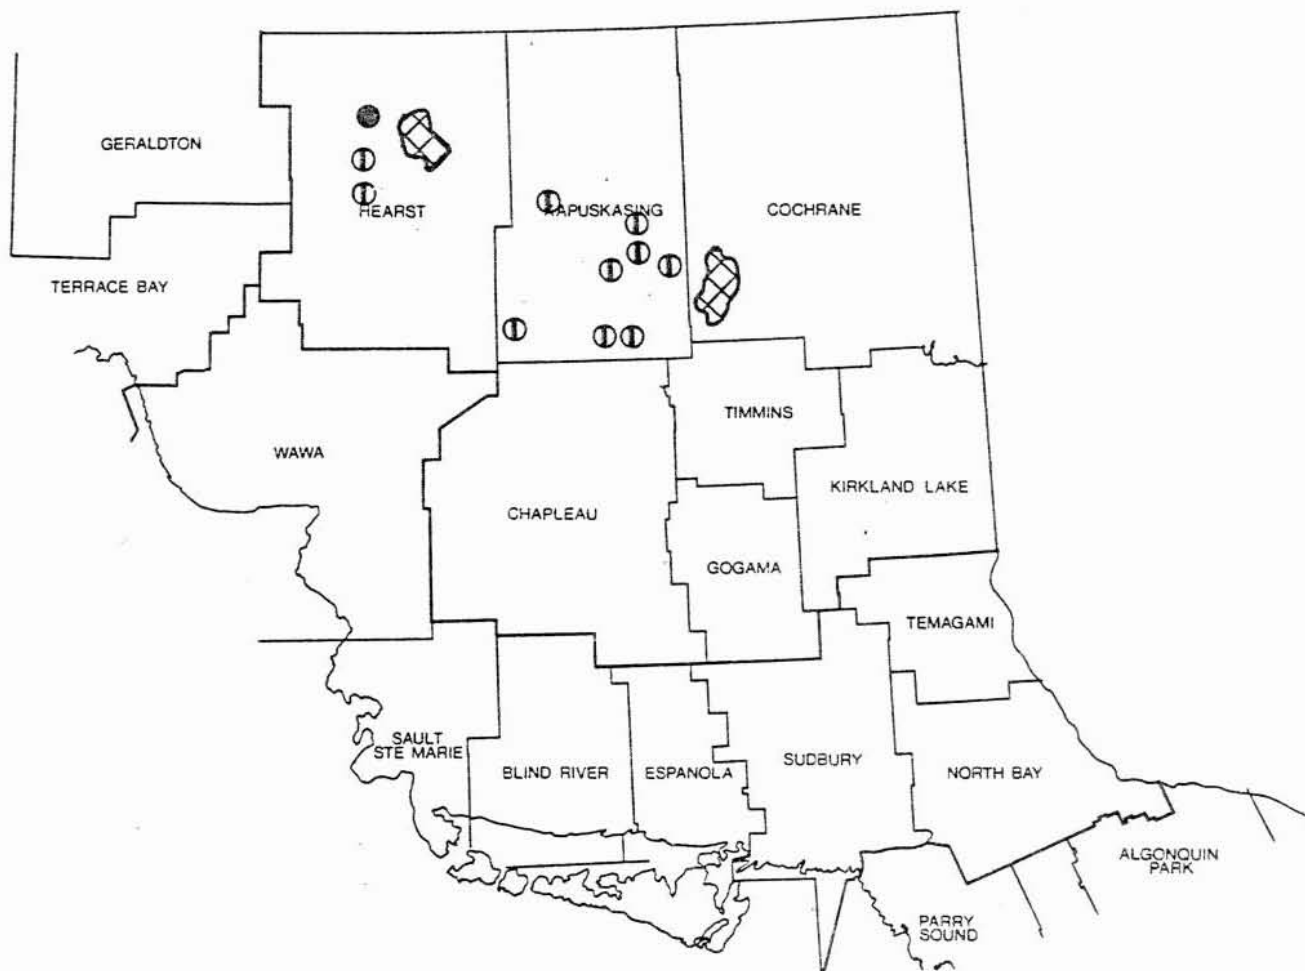 GERALDTON
HEARST
KAPUSKASING
COCHRANE
TERRACE BAY
TIMMINS
WAWA
KIRKLAND LAKE
CHAPLEAU
GOGAMA
TEMAGAMI
SAULT
STE MARIE
BLIND RIVER
ESPANOLA
SUDBURY
NORTH BAY
ALGONQUIN
PARK
PARRY
SOUND